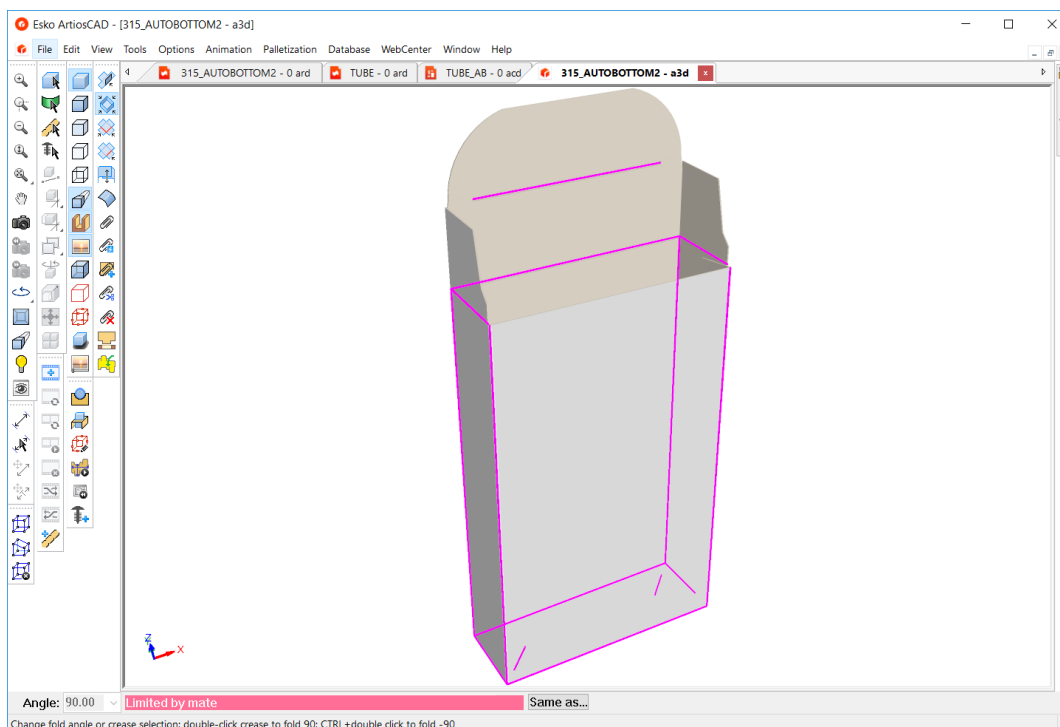 Esko ArtiosCAD - [315_AUTOBOTTOM2 - a3d]
File Edit View Tools Options Animation Palletization Database WebCenter Window Help
315_AUTOBOTTOM2 - 0 ard TUBE - 0 ard TUBE_AB - 0 acd 315_AUTOBOTTOM2 - a3d x
Z
X
Angle: 90.00 Limited by mate Same as...
Change fold angle or crease selection; double-click crease to fold 90; CTRL+double click to fold -90